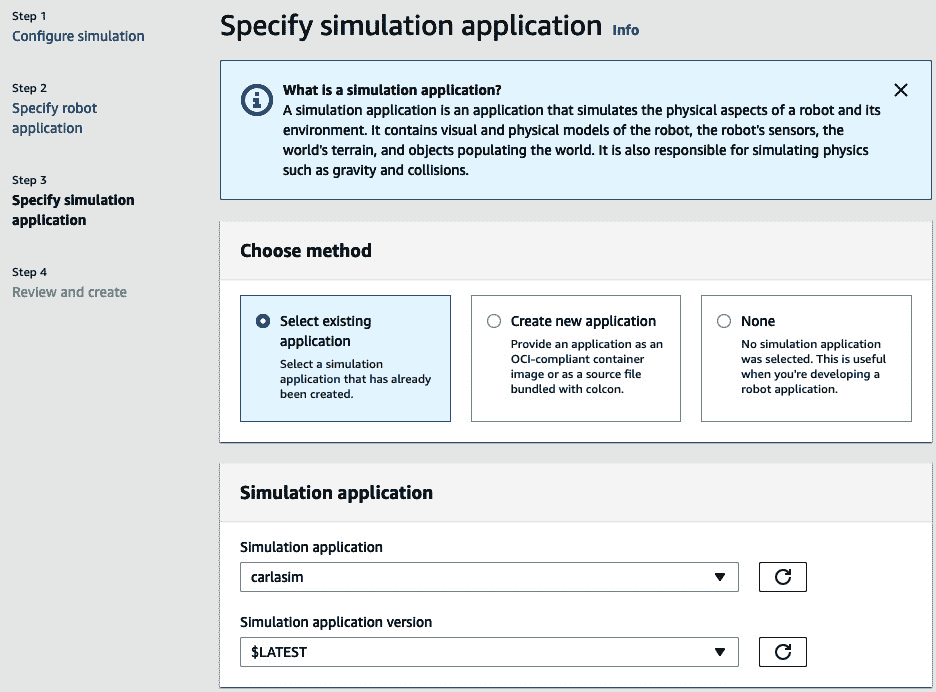 Step 1
Configure simulation
Step 2
Specify robot
application
Step 3
Specify simulation
application
Step 4
Review and create
Specify simulation application Info
What is a simulation application?
A simulation application is an application that simulates the physical aspects of a robot and its
environment. It contains visual and physical models of the robot, the robot's sensors, the
world's terrain, and objects populating the world. It is also responsible for simulating physics
such as gravity and collisions.
Choose method
Select existing
application
Select a simulation
application that has already
been created.
Create new application
Provide an application as an
OCI-compliant container
image or as a source file
bundled with colcon.
None
No simulation application
was selected. This is useful
when you're developing a
robot application.
Simulation application
Simulation application
carlasim
Simulation application version
$LATEST